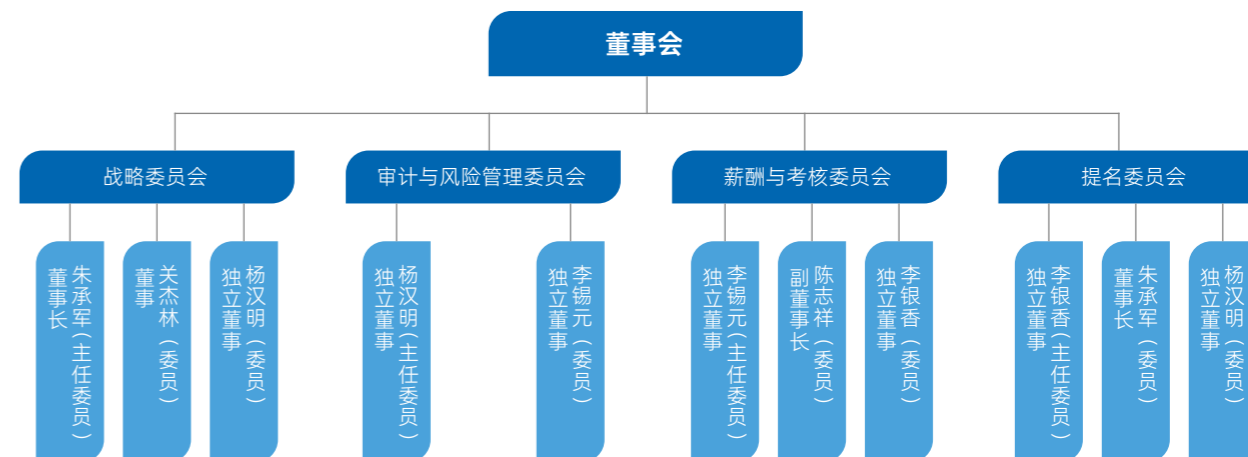 董事会
战略委员会
审计与风险管理委员会
薪酬与考核委员会
提名委员会
朱承军（主任委员）
董事长
关杰林（委员）
董事
杨汉明（委员）
独立董事
杨汉明（主任委员）
独立董事
李锡元（委员）
独立董事
李锡元（主任委员）
独立董事
陈志祥（委员）
副董事长
李银香（委员）
独立董事
李银香（主任委员）
独立董事
朱承军（委员）
董事长
杨汉明（委员）
独立董事